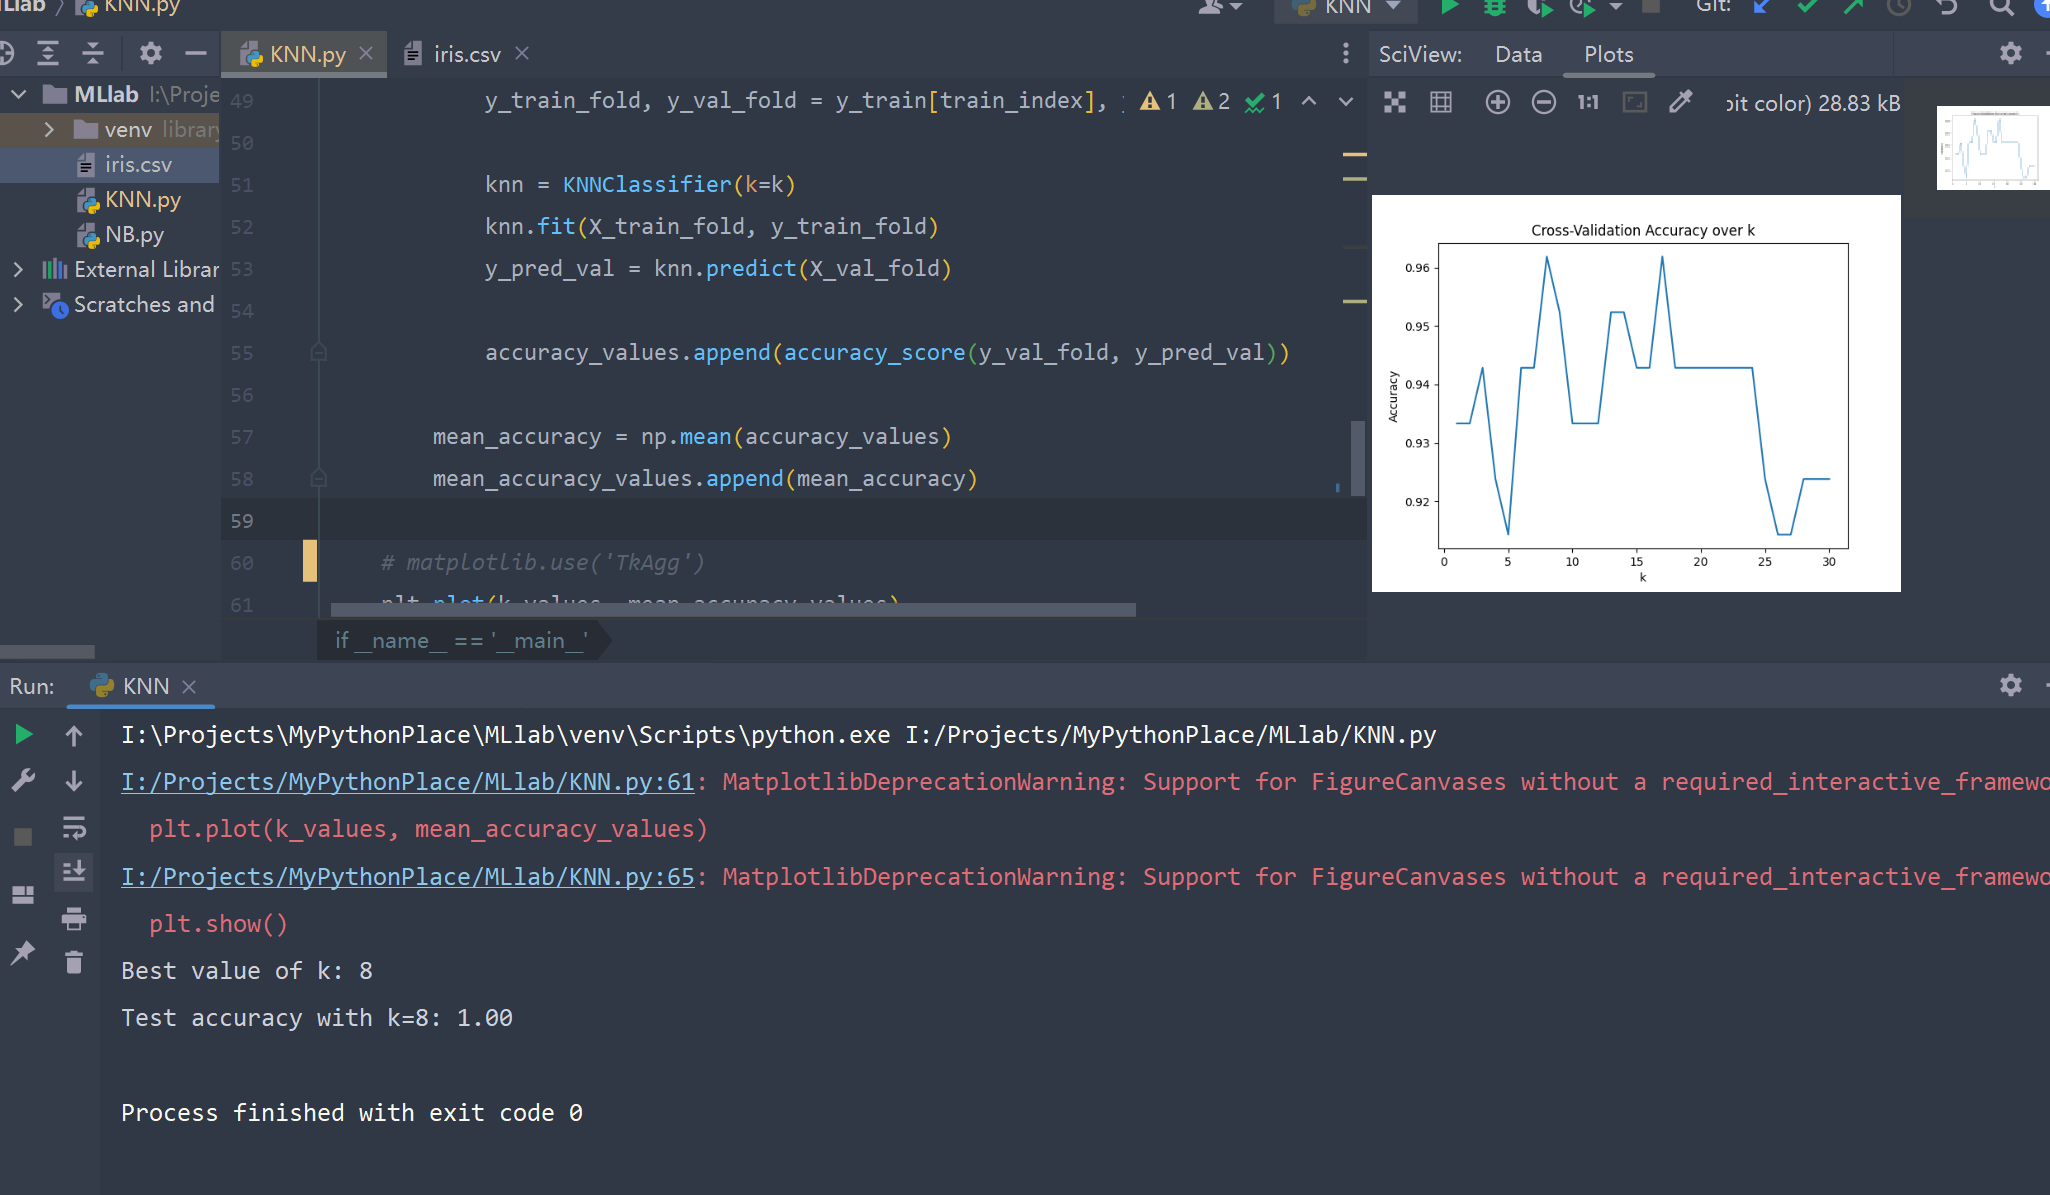 MLlab
KNN.py
KNN
Git:
KNN.py
iris.csv
SciView:
Data
Plots
MLlab I:\Proje
venv library
iris.csv
KNN.py
NB.py
External Librar
Scratches and
49 y_train_fold, y_val_fold = y_train[train_index],
1 2 1
50
51 knn = KNNClassifier(k=k)
52 knn.fit(X_train_fold, y_train_fold)
53 y_pred_val = knn.predict(X_val_fold)
54
55 accuracy_values.append(accuracy_score(y_val_fold, y_pred_val))
56
57 mean_accuracy = np.mean(accuracy_values)
58 mean_accuracy_values.append(mean_accuracy)
59
60 # matplotlib.use('TkAgg')
61 plt.plot(k_values, mean_accuracy_values)
if __name__ == '__main__'
1:1
bit color) 28.83 kB
Cross-Validation Accuracy over k
Accuracy
0.96
0.95
0.94
0.93
0.92
0 5 10 15 20 25 30
k
Run:
KNN
I:\Projects\MyPythonPlace\MLlab\venv\Scripts\python.exe I:/Projects/MyPythonPlace/MLlab/KNN.py
I:/Projects/MyPythonPlace/MLlab/KNN.py:61: MatplotlibDeprecationWarning: Support for FigureCanvases without a required_interactive_framewo
plt.plot(k_values, mean_accuracy_values)
I:/Projects/MyPythonPlace/MLlab/KNN.py:65: MatplotlibDeprecationWarning: Support for FigureCanvases without a required_interactive_framewo
plt.show()
Best value of k: 8
Test accuracy with k=8: 1.00
Process finished with exit code 0